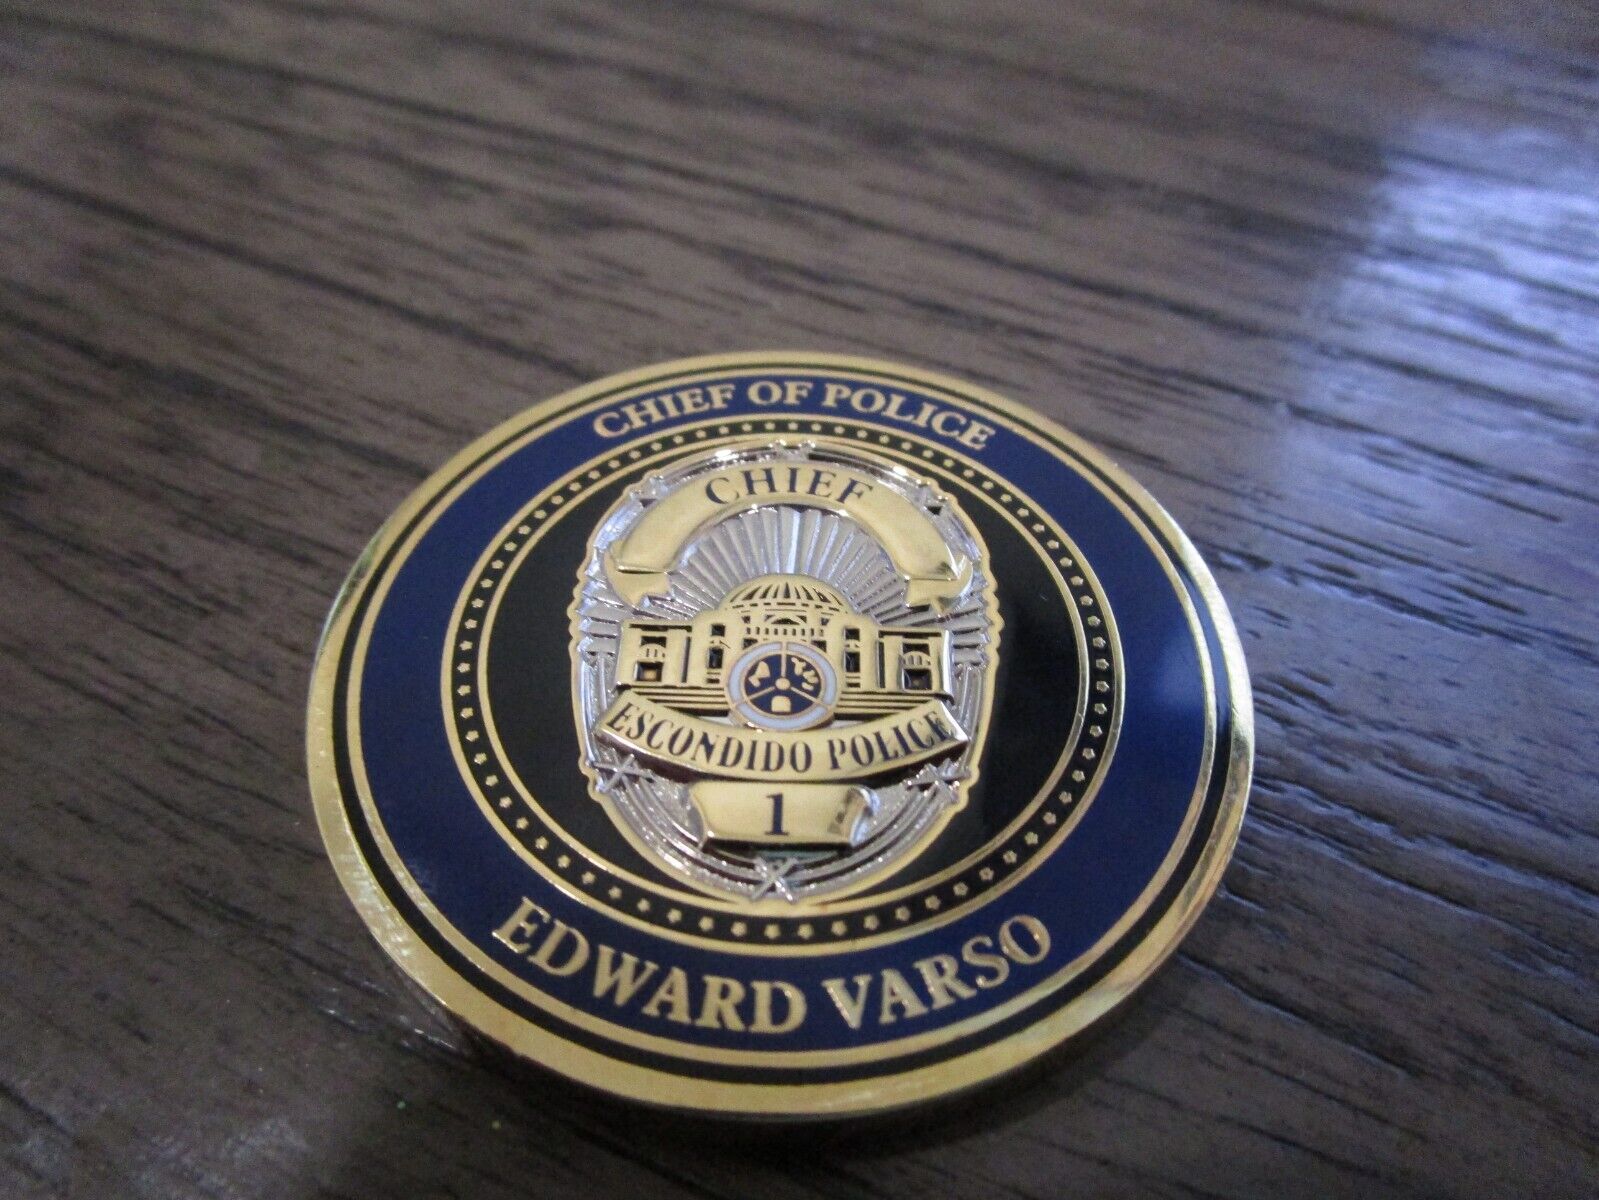 CHIEF OF POLICE
CHIEF
ESCONDIDO POLICE
1
EDWARD VARSO